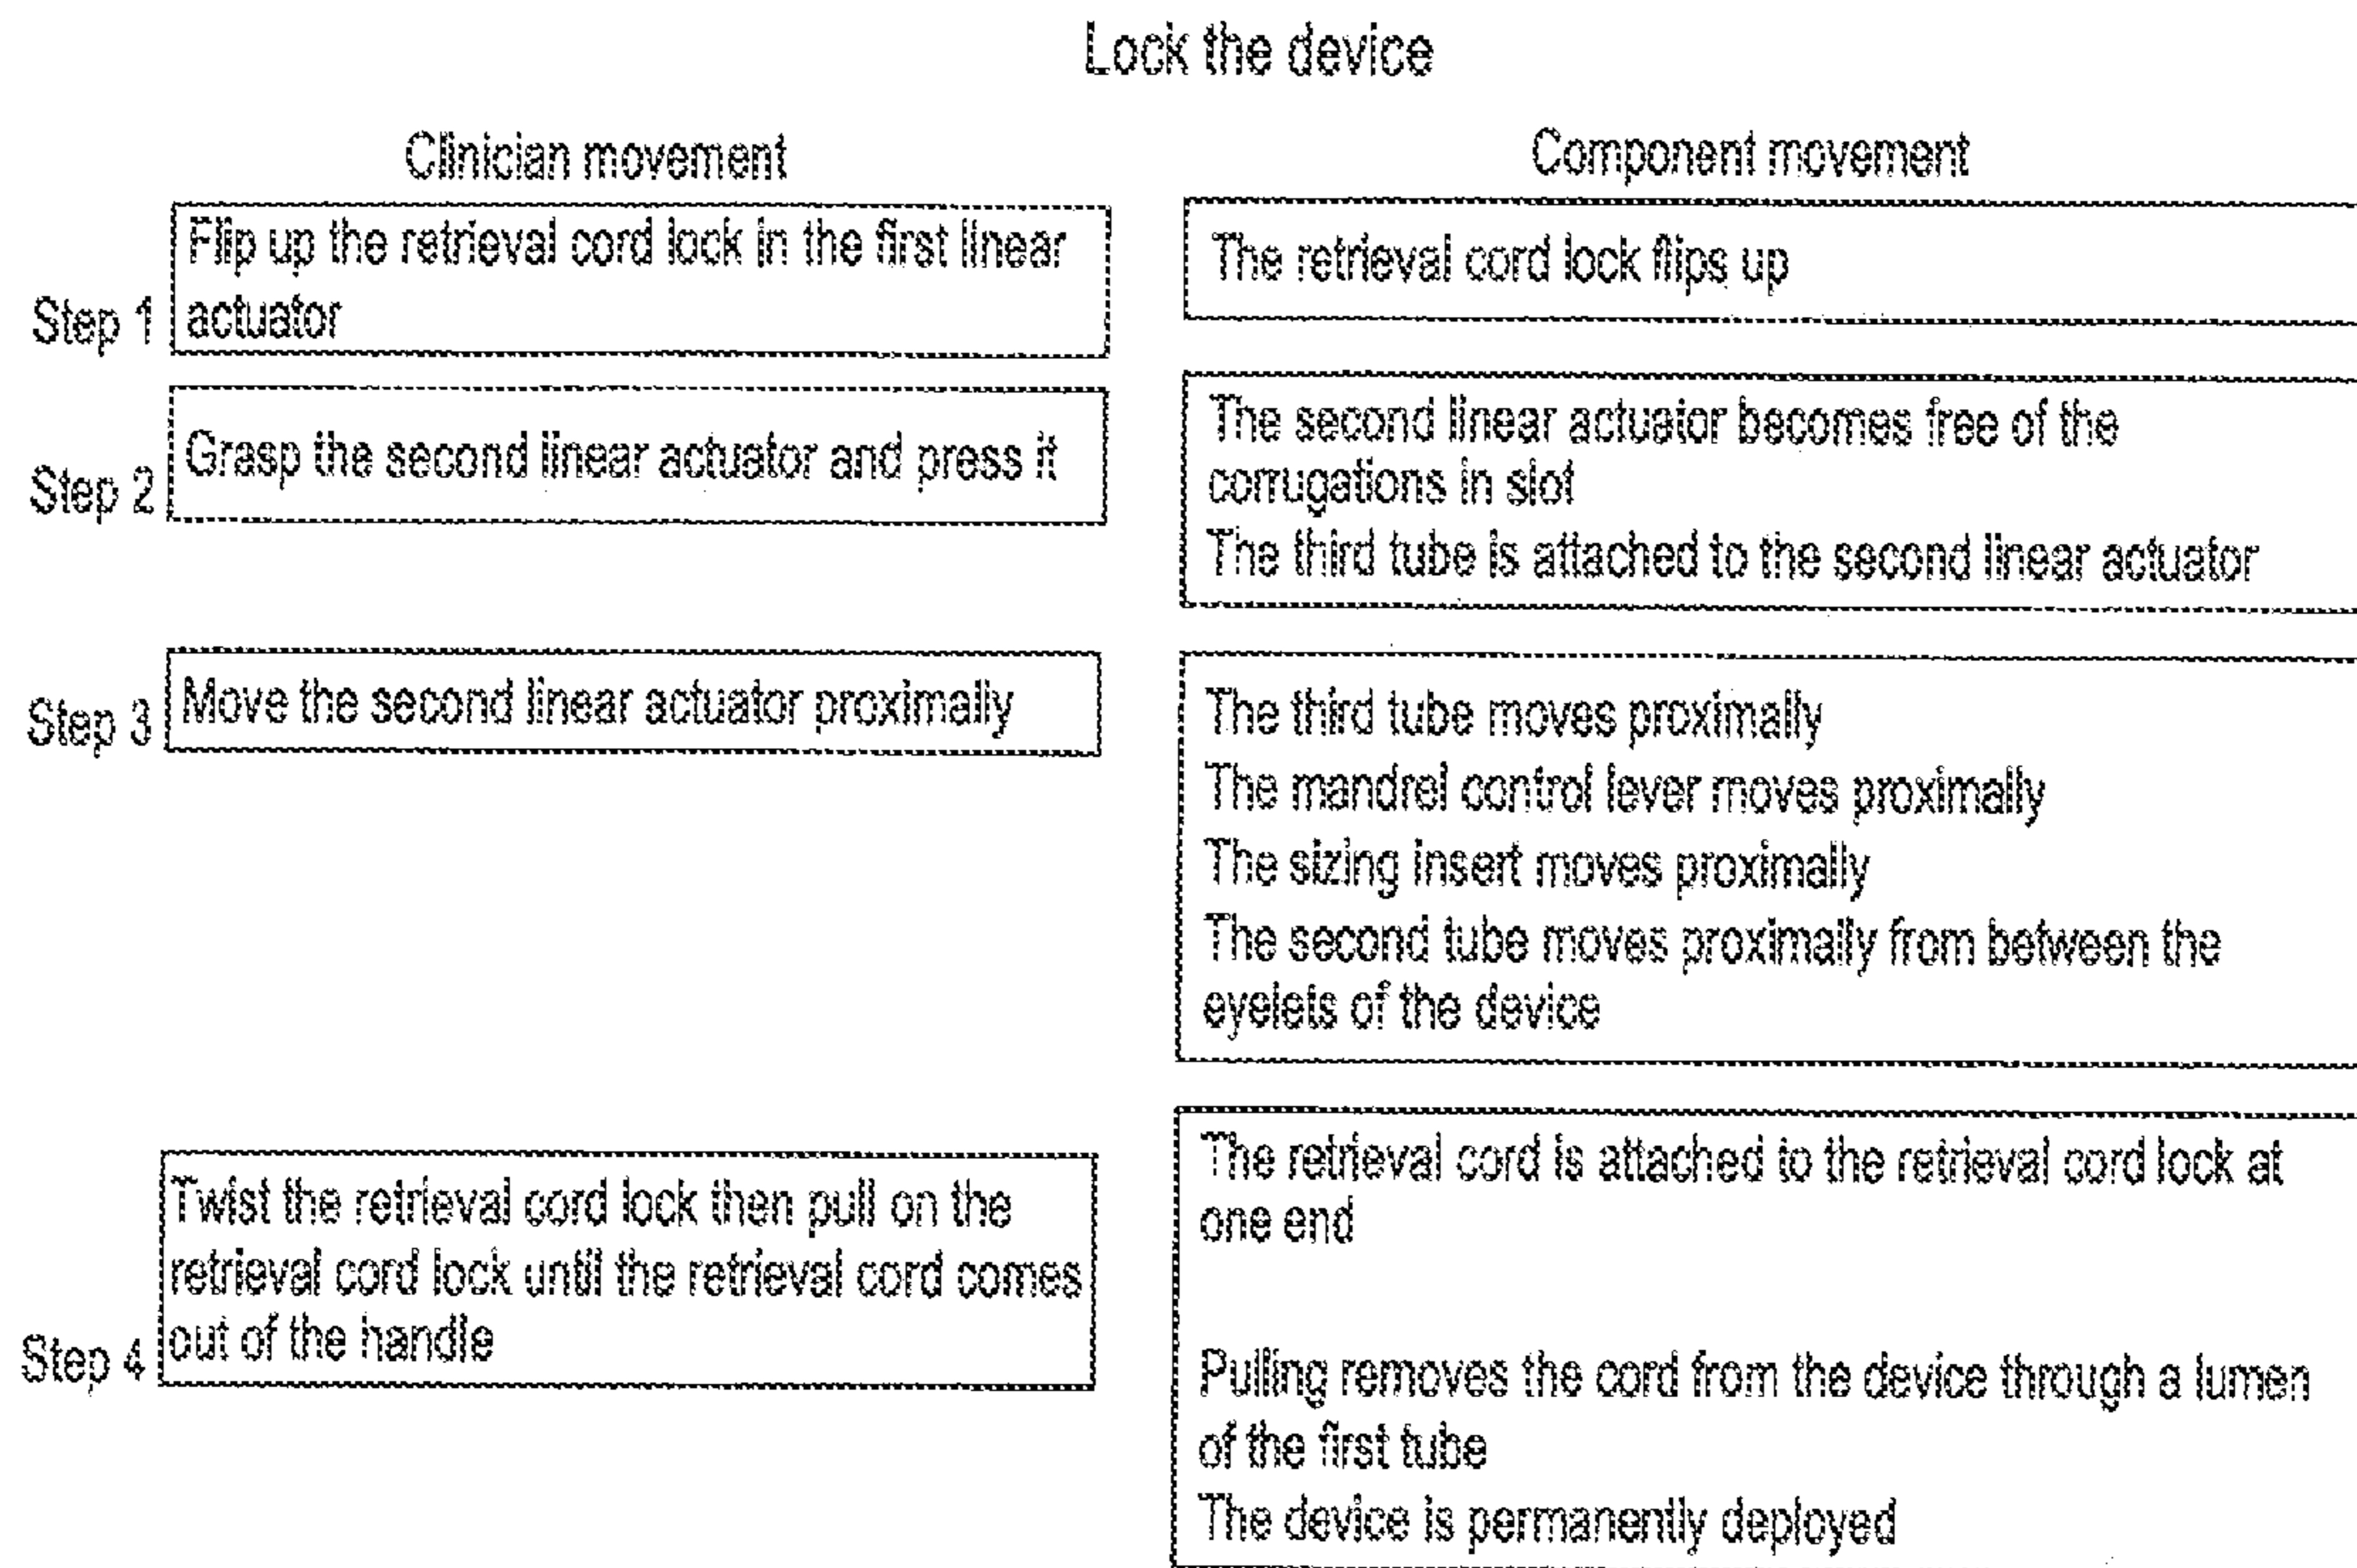 Lock the device
Clinician movement
Component movement
Step 1
Flip up the retrieval cord lock in the first linear
actuator
The retrieval cord lock flips up
Step 2
Grasp the second linear actuator and press it
The second linear actuator becomes free of the
corrugations in slot
The third tube is attached to the second linear actuator
Step 3
Move the second linear actuator proximally
The third tube moves proximally
The mandrel control lever moves proximally
The sizing insert moves proximally
The second tube moves proximally from between the
eyelets of the device
Step 4
Twist the retrieval cord lock then pull on the
retrieval cord lock until the retrieval cord comes
out of the handle
The retrieval cord is attached to the retrieval cord lock at
one end
Pulling removes the cord from the device through a lumen
of the first tube
The device is permanently deployed